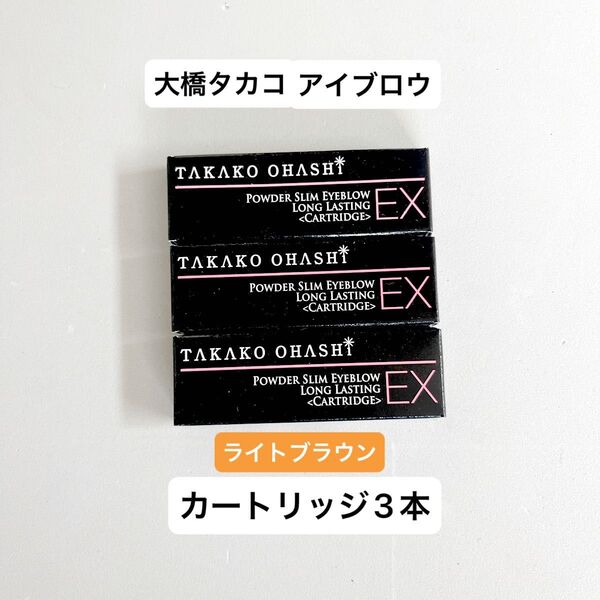 大橋タカコ アイブロウ
TAKAKO OHASHi*
POWDER SLIM EYEBLOW
LONG LASTING
<CARTRIDGE>
EX
TAKAKO OHASHi*
POWDER SLIM EYEBLOW
LONG LASTING
<CARTRIDGE>
EX
TAKAKO OHASHi*
POWDER SLIM EYEBLOW
LONG LASTING
<CARTRIDGE>
EX
ライトブラウン
カートリッジ３本